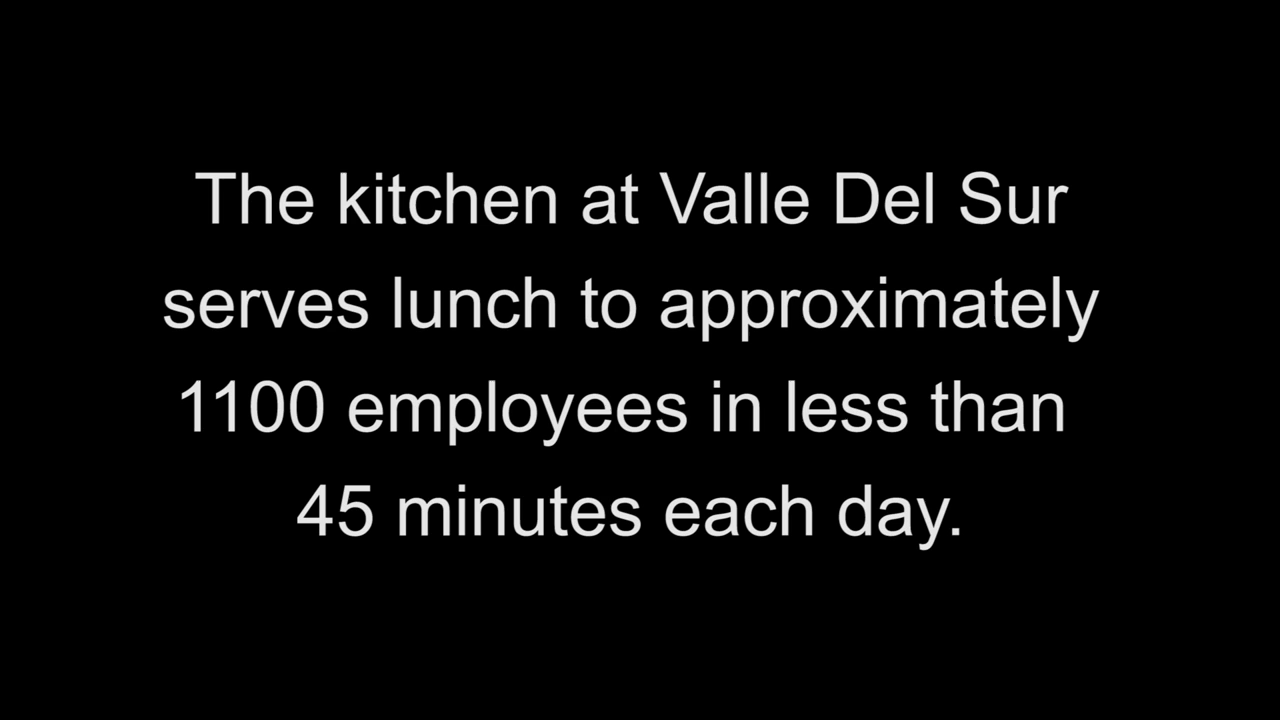 The kitchen at Valle Del Sur
serves lunch to approximately
1100 employees in less than
45 minutes each day.